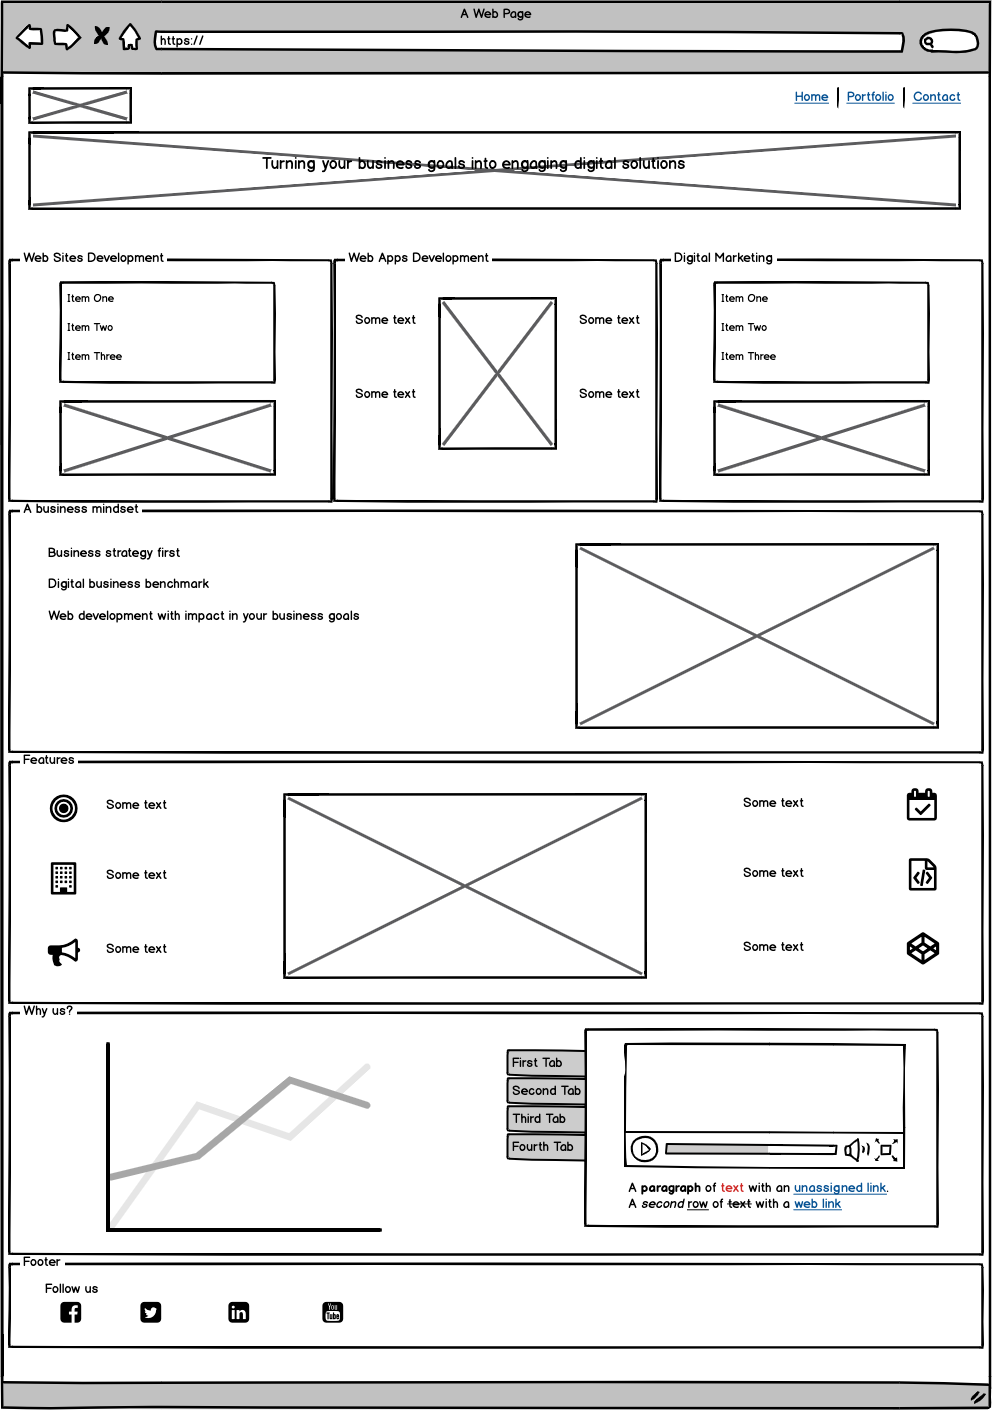 A Web Page
https://
Home
Portfolio
Contact
Turning your business goals into engaging digital solutions
Web Sites Development
Item One
Item Two
Item Three
Web Apps Development
Some text
Some text
Some text
Some text
Digital Marketing
Item One
Item Two
Item Three
A business mindset
Business strategy first
Digital business benchmark
Web development with impact in your business goals
Features
Some text
Some text
Some text
Some text
Some text
Some text
Why us?
First Tab
Second Tab
Third Tab
Fourth Tab
A paragraph of text with an unassigned link.
A second row of text with a web link
Footer
Follow us
f
in
You
Tube